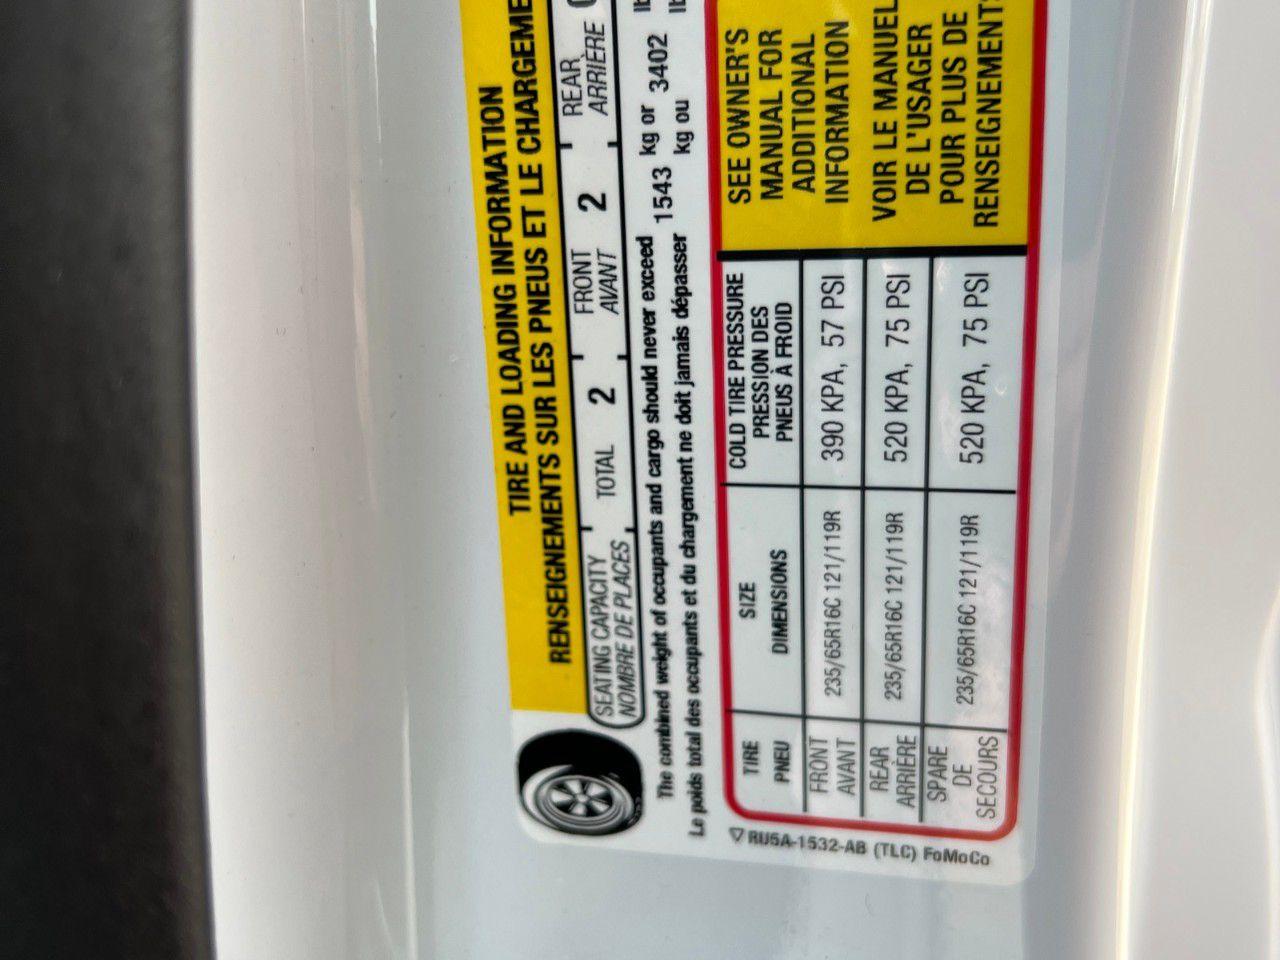 TIRE AND LOADING INFORMATION
RENSEIGNEMENTS SUR LES PNEUS ET LE CHARGEME
SEATING CAPACITY TOTAL 2 FRONT 2 REAR
NOMBRE DE PLACES AVANT ARRIÈRE
The combined weight of occupants and cargo should never exceed 1543 kg or 3402 lb
Le poids total des occupants et du chargement ne doit jamais dépasser kg ou lb
TIRE SIZE COLD TIRE PRESSURE
PNEU DIMENSIONS PRESSION DES
PNEUS À FROID
FRONT 235/65R16C 121/119R 390 KPA, 57 PSI
AVANT
REAR 235/65R16C 121/119R 520 KPA, 75 PSI
ARRIÈRE
SPARE 235/65R16C 121/119R 520 KPA, 75 PSI
DE
SECOURS
SEE OWNER'S
MANUAL FOR
ADDITIONAL
INFORMATION
VOIR LE MANUEL
DE L'USAGER
POUR PLUS DE
RENSEIGNEMENTS
RU5A-1532-AB (TLC) FoMoCo